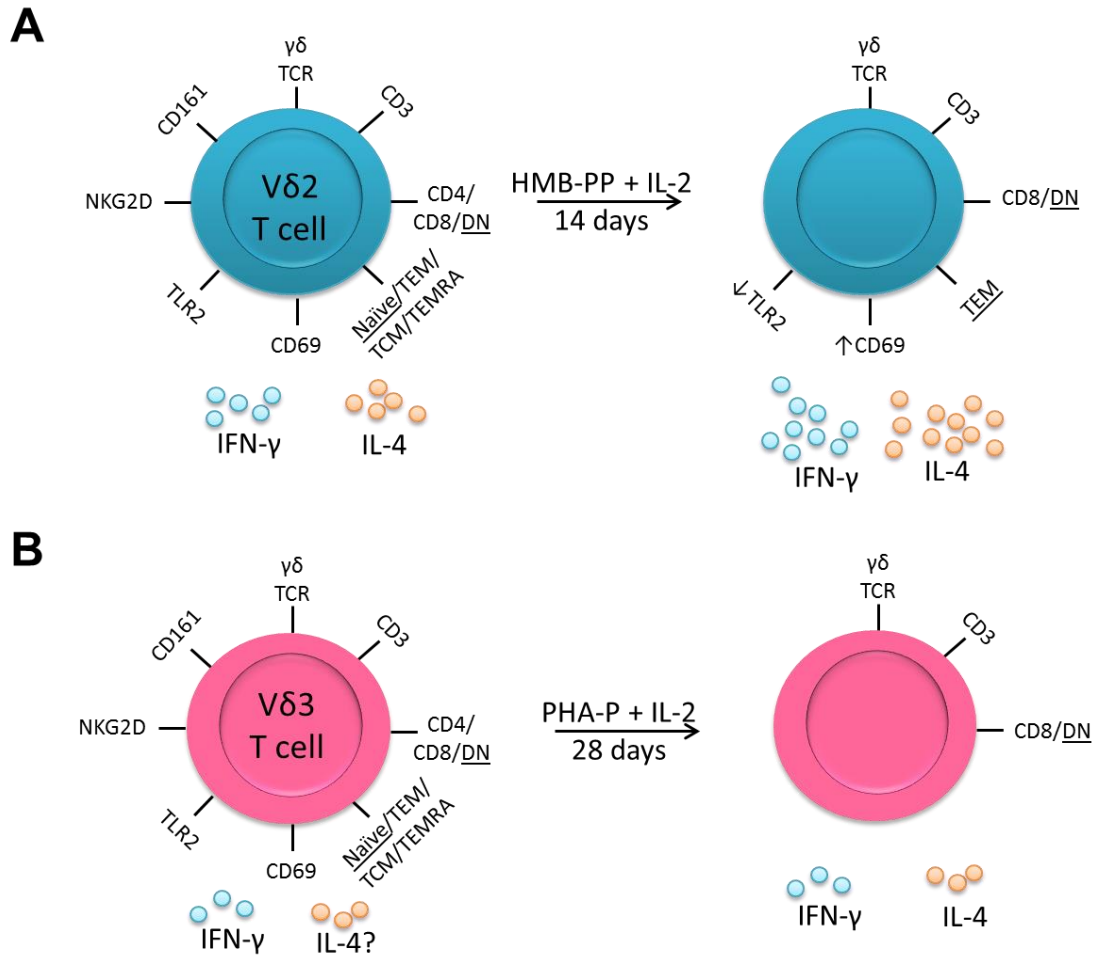 A
γδ
TCR
CD161
CD3
NKG2D
Vδ2
T cell
CD4/
CD8/DN
TLR2
CD69
Naïve/TEM/
TCM/TEMRA
IFN-γ
IL-4
HMB-PP + IL-2
14 days
γδ
TCR
CD3
CD8/DN
↓TLR2
↑CD69
TEM
IFN-γ
IL-4
B
γδ
TCR
CD161
CD3
NKG2D
Vδ3
T cell
CD4/
CD8/DN
TLR2
CD69
Naïve/TEM/
TCM/TEMRA
IFN-γ
IL-4?
PHA-P + IL-2
28 days
γδ
TCR
CD3
CD8/DN
IFN-γ
IL-4